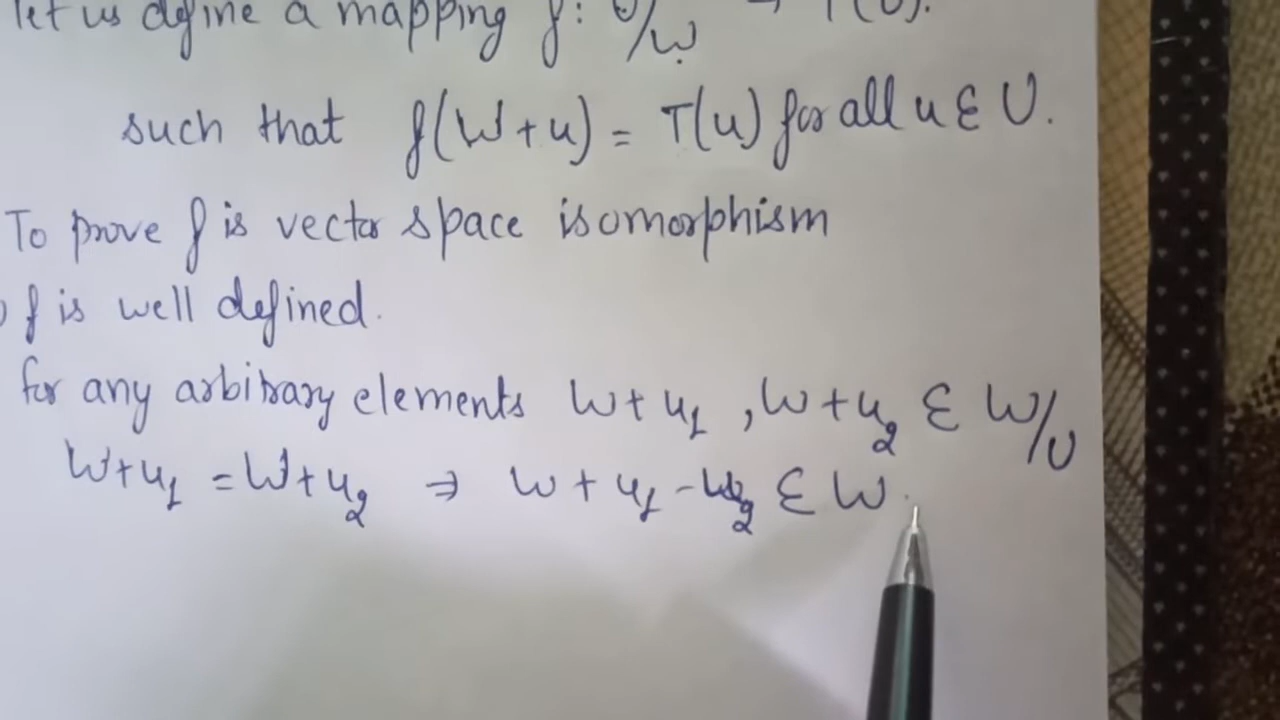 let us define a mapping f: U/W → T(U).
such that f(W+u) = T(u) for all u ε U.
To prove f is vector space isomorphism
f is well defined.
for any arbitrary elements W+u₁, W+u₂ ε W/U
W+u₁ = W+u₂ ⇒ W+u₁-u₂ ε W.